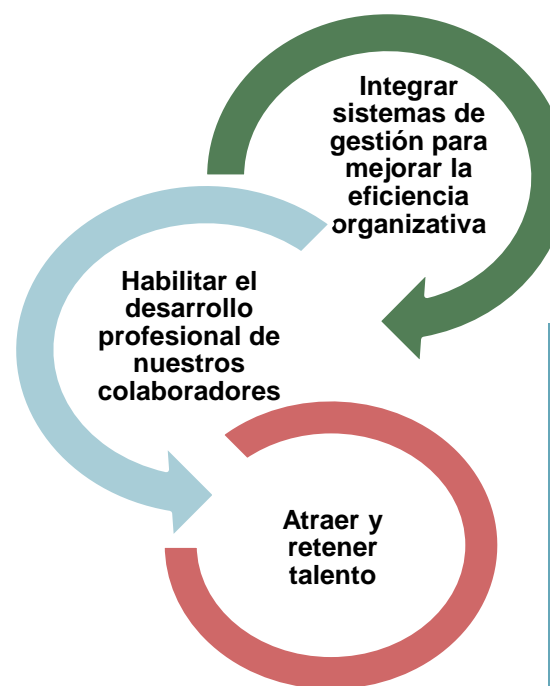 Integrar
sistemas de
gestión para
mejorar la
eficiencia
organizativa
Habilitar el
desarrollo
profesional de
nuestros
colaboradores
Atraer y
retener
talento